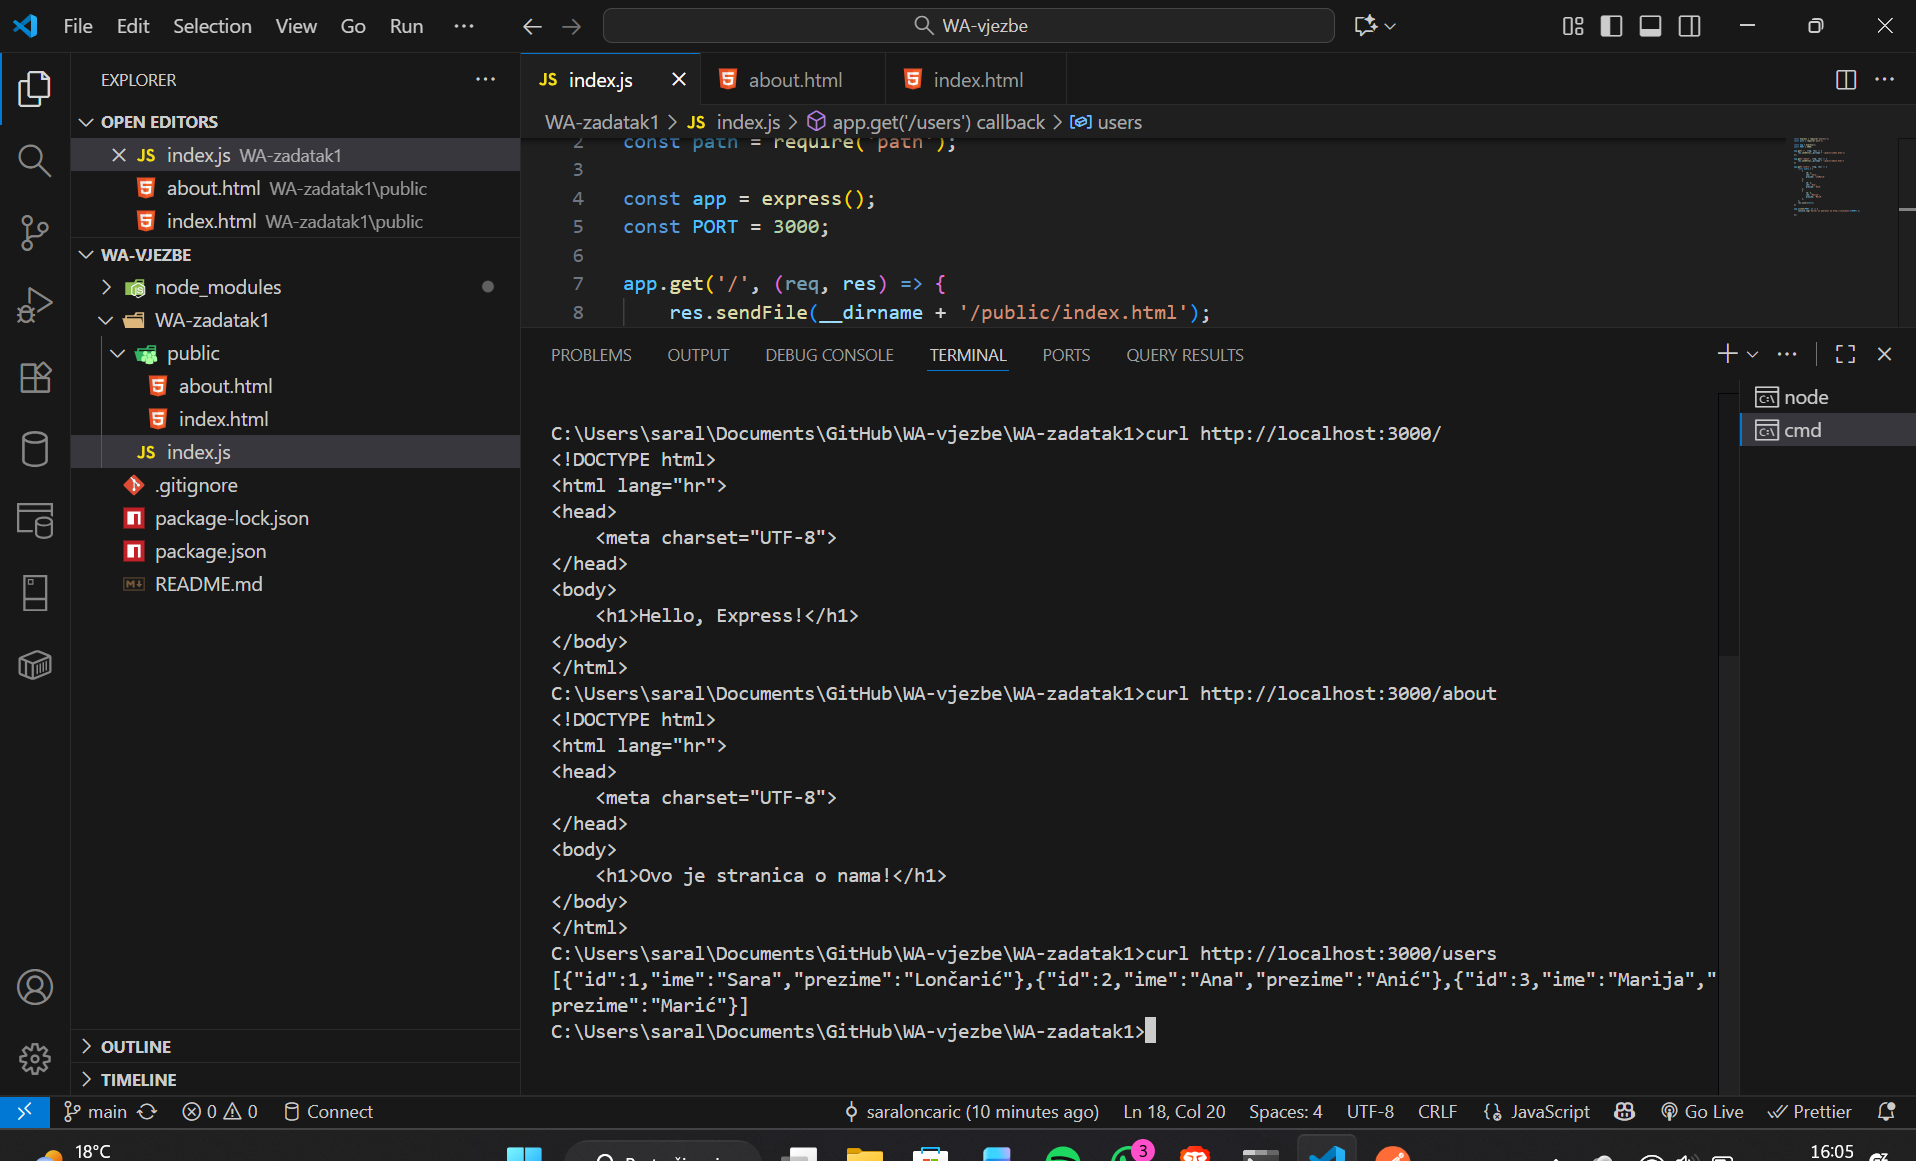 File Edit Selection View Go Run ··· WA-vjezbe
EXPLORER
OPEN EDITORS
JS index.js WA-zadatak1
about.html WA-zadatak1\public
index.html WA-zadatak1\public
WA-VJEZBE
node_modules
WA-zadatak1
public
about.html
index.html
JS index.js
.gitignore
package-lock.json
package.json
README.md
OUTLINE
TIMELINE
JS index.js about.html index.html
WA-zadatak1 > JS index.js > app.get('/users') callback > users
2 const path = require('path');
3
4 const app = express();
5 const PORT = 3000;
6
7 app.get('/', (req, res) => {
8 res.sendFile(__dirname + '/public/index.html');
PROBLEMS OUTPUT DEBUG CONSOLE TERMINAL PORTS QUERY RESULTS
node
cmd
C:\Users\saral\Documents\GitHub\WA-vjezbe\WA-zadatak1>curl http://localhost:3000/
<!DOCTYPE html>
<html lang="hr">
<head>
    <meta charset="UTF-8">
</head>
<body>
    <h1>Hello, Express!</h1>
</body>
</html>
C:\Users\saral\Documents\GitHub\WA-vjezbe\WA-zadatak1>curl http://localhost:3000/about
<!DOCTYPE html>
<html lang="hr">
<head>
    <meta charset="UTF-8">
</head>
<body>
    <h1>Ovo je stranica o nama!</h1>
</body>
</html>
C:\Users\saral\Documents\GitHub\WA-vjezbe\WA-zadatak1>curl http://localhost:3000/users
[{"id":1,"ime":"Sara","prezime":"Lončarić"},{"id":2,"ime":"Ana","prezime":"Anić"},{"id":3,"ime":"Marija","
prezime":"Marić"}]
C:\Users\saral\Documents\GitHub\WA-vjezbe\WA-zadatak1>
main 0 0 Connect saraloncaric (10 minutes ago) Ln 18, Col 20 Spaces: 4 UTF-8 CRLF JavaScript Go Live Prettier
18°C 3 16:05